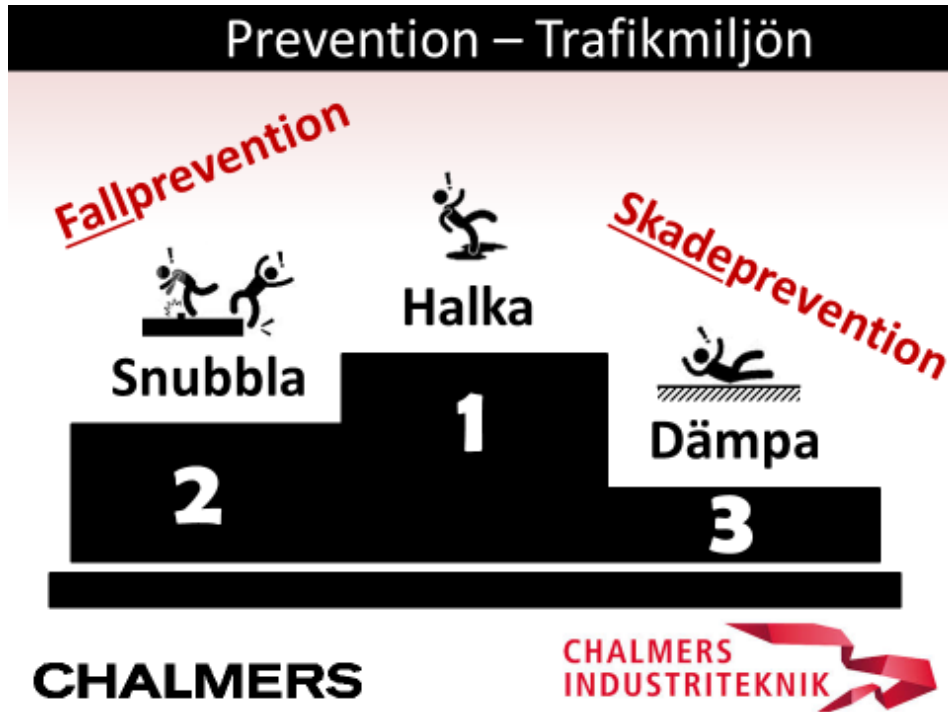 Prevention – Trafikmiljön
Fallprevention
Skadeprevention
Halka
Snubbla
Dämpa
1
2
3
CHALMERS
CHALMERS
INDUSTRITEKNIK